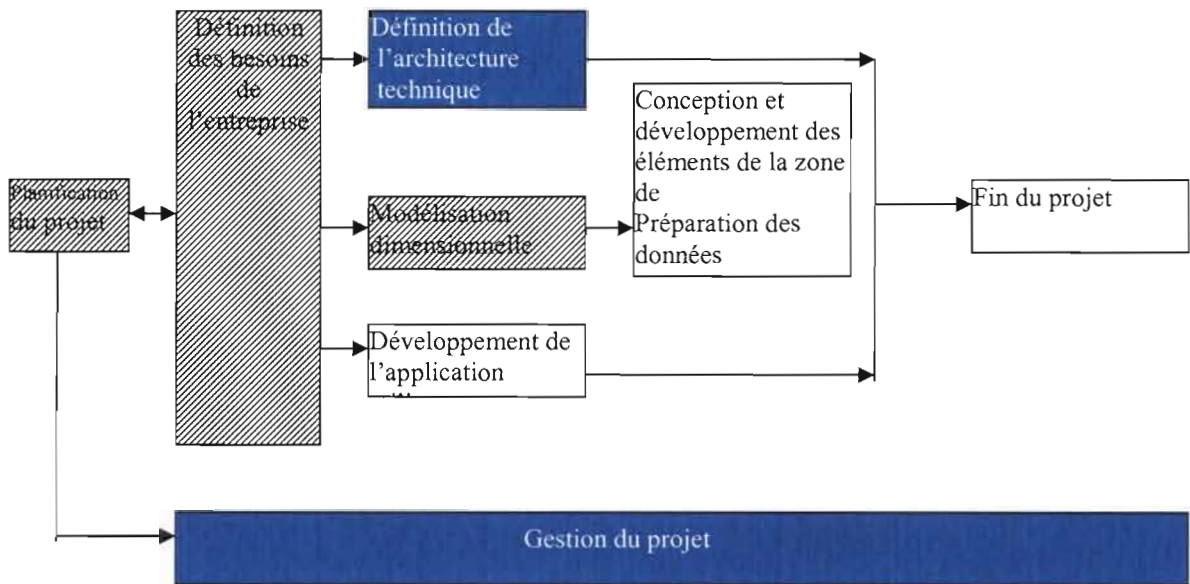 Définition
des besoins
de
l'entreprise
Définition de
l'architecture
technique
Conception et
développement des
éléments de la zone
de
Préparation des
données
Planification
du projet
Modélisation
dimensionnelle
Fin du projet
Développement de
l'application
Gestion du projet